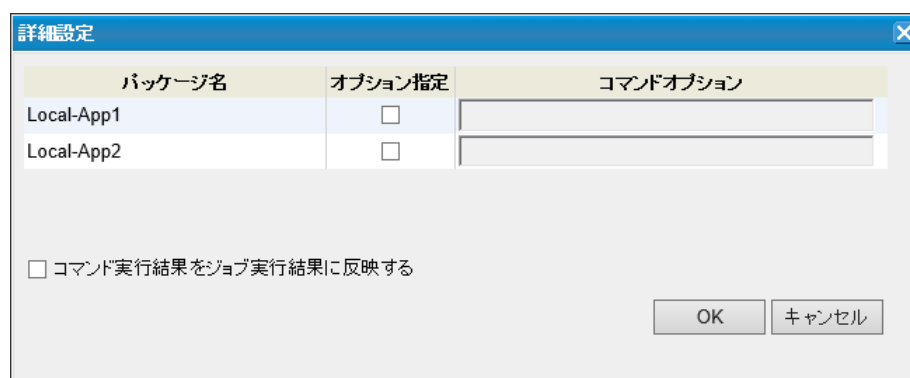 詳細設定
パッケージ名 オプション指定 コマンドオプション
Local-App1
Local-App2
コマンド実行結果をジョブ実行結果に反映する
OK キャンセル